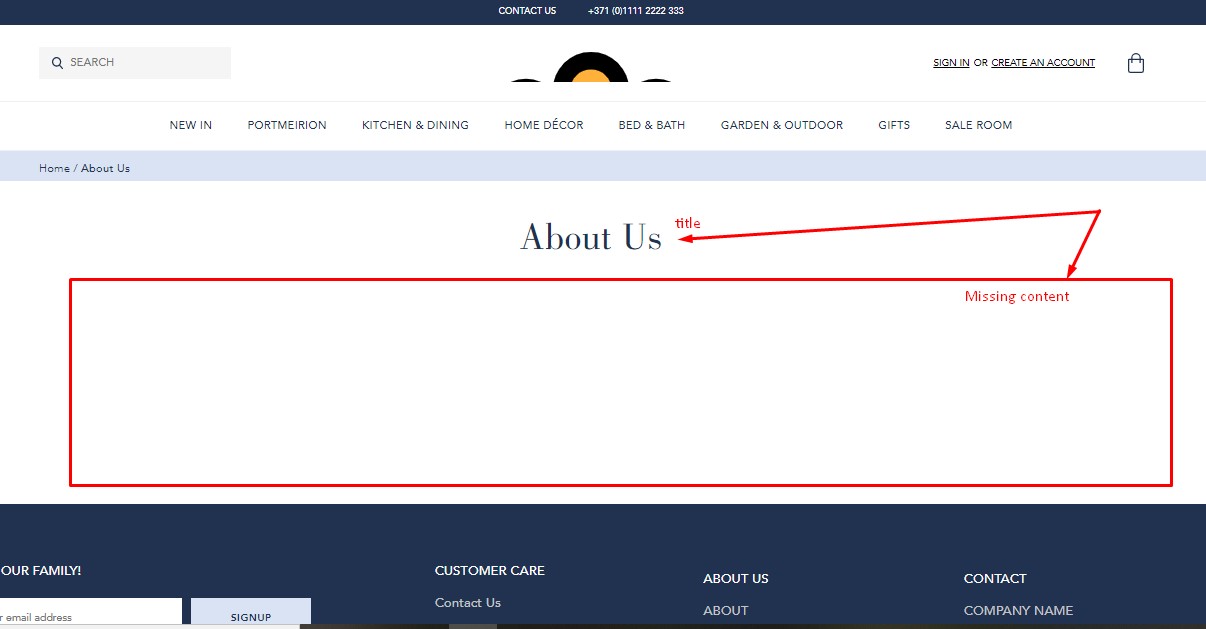 CONTACT US +371 (0)1111 2222 333
SEARCH
SIGN IN OR CREATE AN ACCOUNT
NEW IN PORTMEIRION KITCHEN & DINING HOME DÉCOR BED & BATH GARDEN & OUTDOOR GIFTS SALE ROOM
Home / About Us
title
About Us
Missing content
OUR FAMILY!
email address
SIGNUP
CUSTOMER CARE
Contact Us
ABOUT US
ABOUT
CONTACT
COMPANY NAME